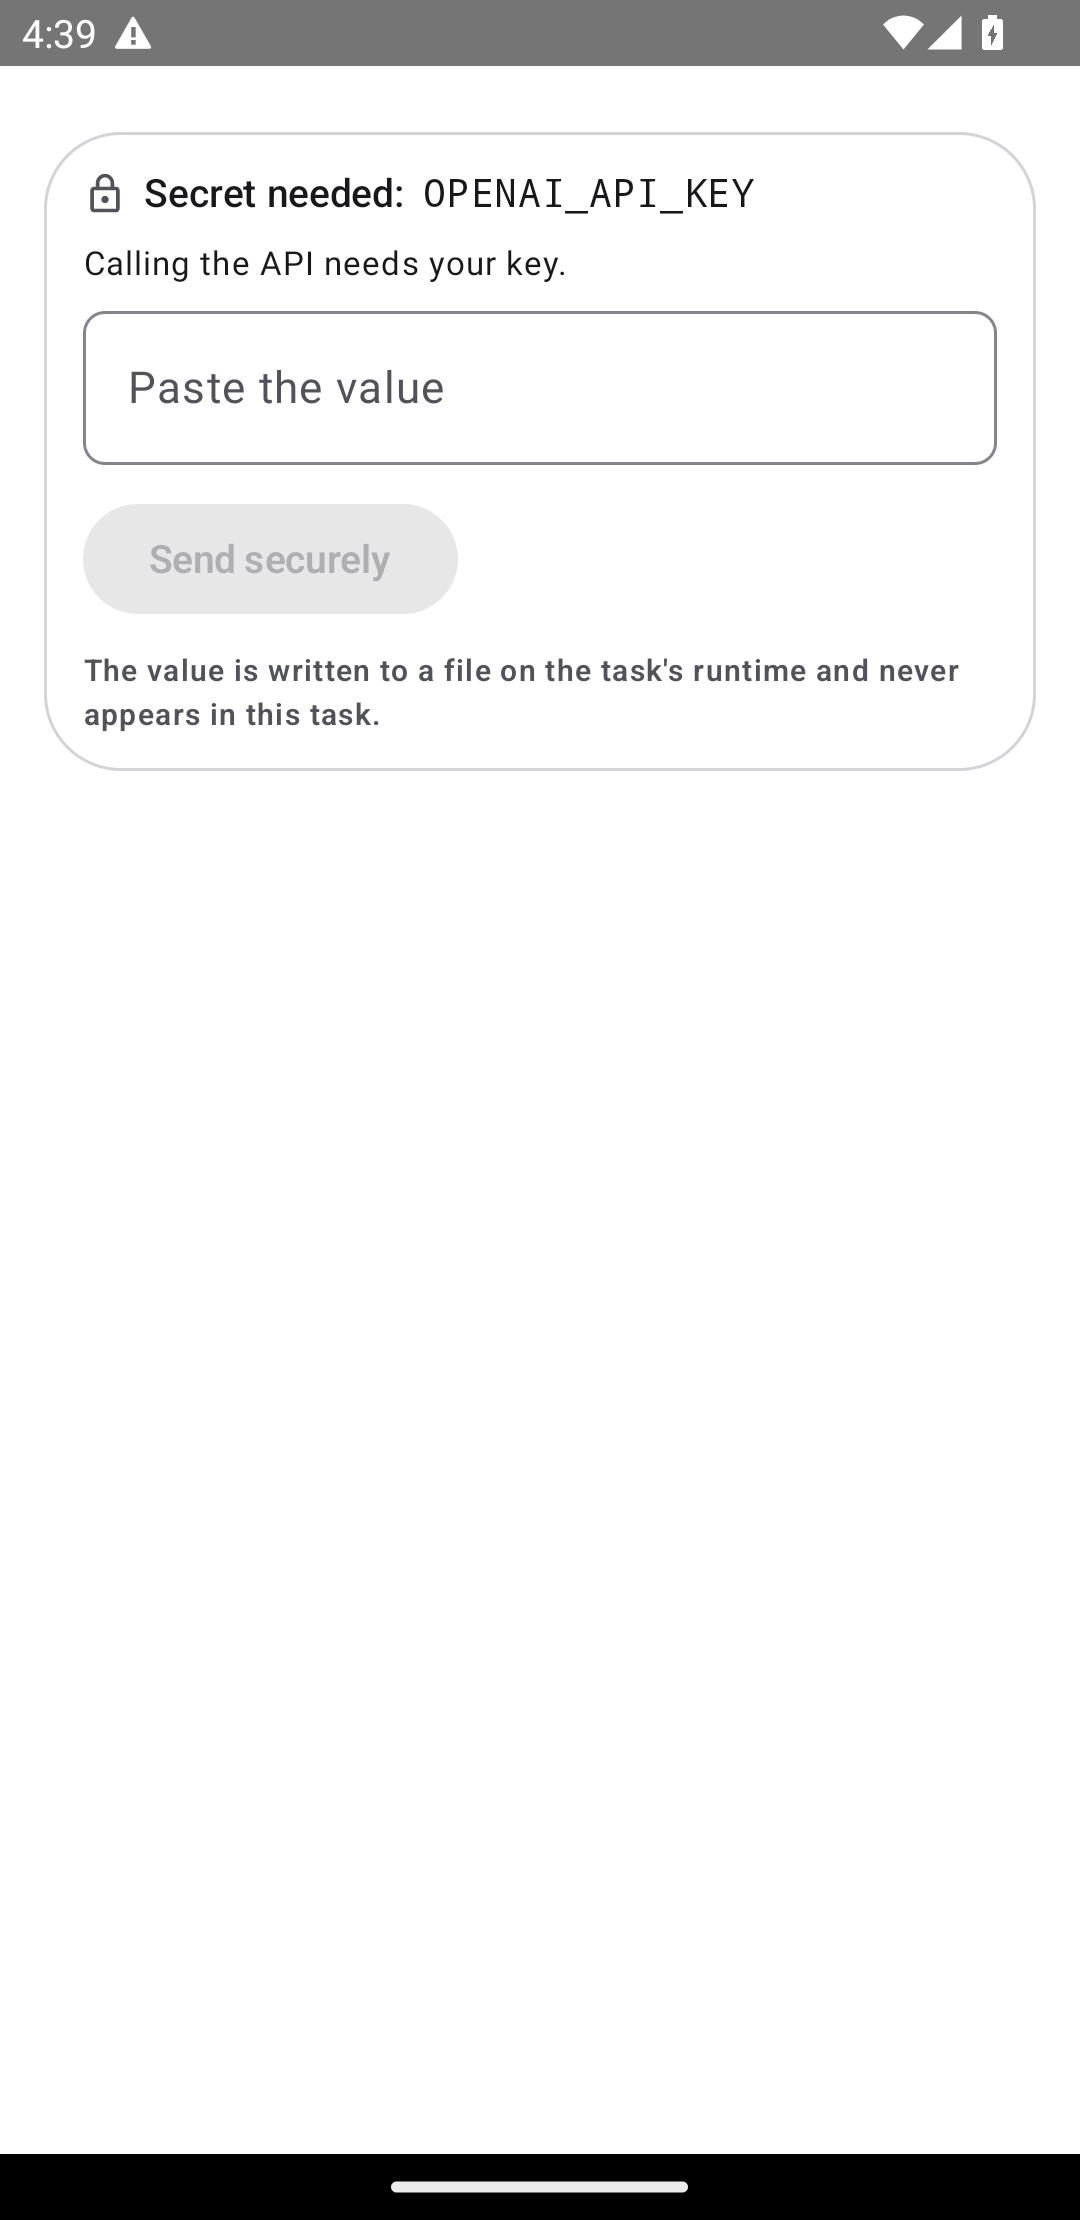 4:39
Secret needed: OPENAI_API_KEY
Calling the API needs your key.
Paste the value
Send securely
The value is written to a file on the task's runtime and never
appears in this task.